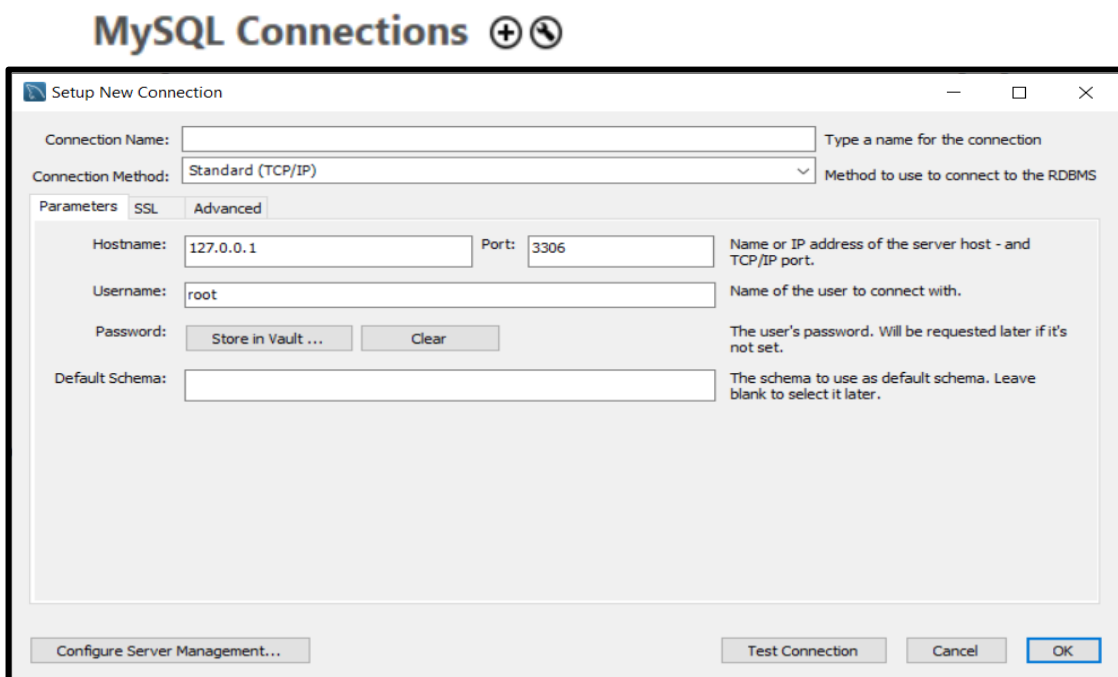 MySQL Connections
Setup New Connection
Connection Name: Type a name for the connection
Connection Method: Standard (TCP/IP) Method to use to connect to the RDBMS
Parameters SSL Advanced
Hostname: 127.0.0.1 Port: 3306 Name or IP address of the server host - and
TCP/IP port.
Username: root Name of the user to connect with.
Password: Store in Vault ... Clear The user's password. Will be requested later if it's
not set.
Default Schema: The schema to use as default schema. Leave
blank to select it later.
Configure Server Management... Test Connection Cancel OK